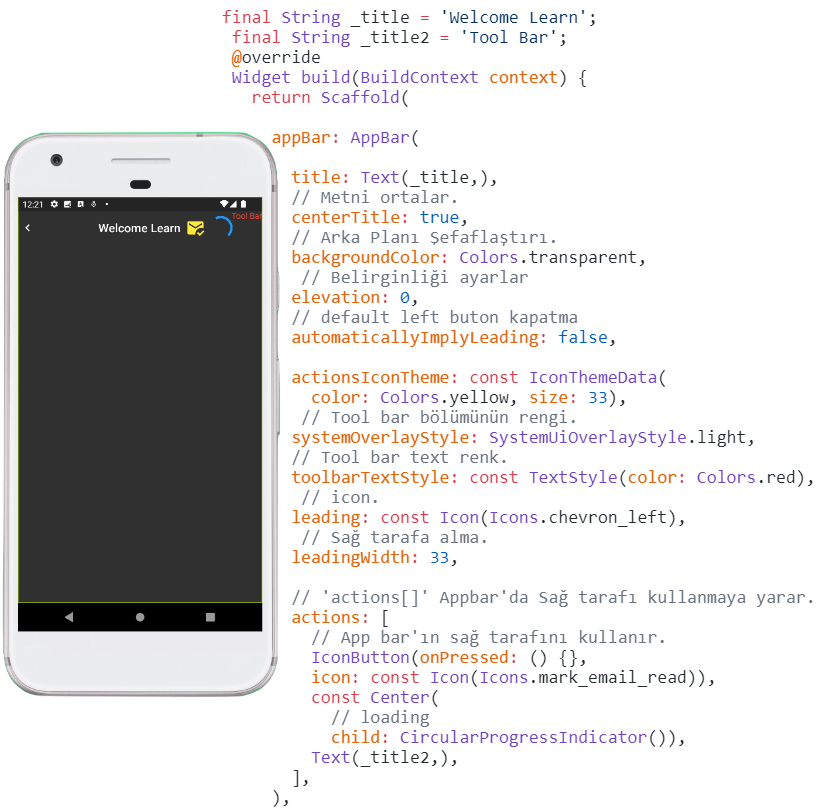 final String _title = 'Welcome Learn';
final String _title2 = 'Tool Bar';
@override
Widget build(BuildContext context) {
return Scaffold(
appBar: AppBar(
title: Text(_title,),
// Metni ortalar.
centerTitle: true,
// Arka Planı Şefaflaştırı.
backgroundColor: Colors.transparent,
// Belirginliği ayarlar
elevation: 0,
// default left buton kapatma
automaticallyImplyLeading: false,
actionsIconTheme: const IconThemeData(
color: Colors.yellow, size: 33),
// Tool bar bölümünün rengi.
systemOverlayStyle: SystemUiOverlayStyle.light,
// Tool bar text renk.
toolbarTextStyle: const TextStyle(color: Colors.red),
// icon.
leading: const Icon(Icons.chevron_left),
// Sağ tarafa alma.
leadingWidth: 33,
// 'actions[]' Appbar'da Sağ tarafı kullanmaya yarar.
actions: [
// App bar'ın sağ tarafını kullanır.
IconButton(onPressed: () {},
icon: const Icon(Icons.mark_email_read)),
const Center(
// loading
child: CircularProgressIndicator()),
Text(_title2,),
],
),
12:21
Tool Bar
Welcome Learn